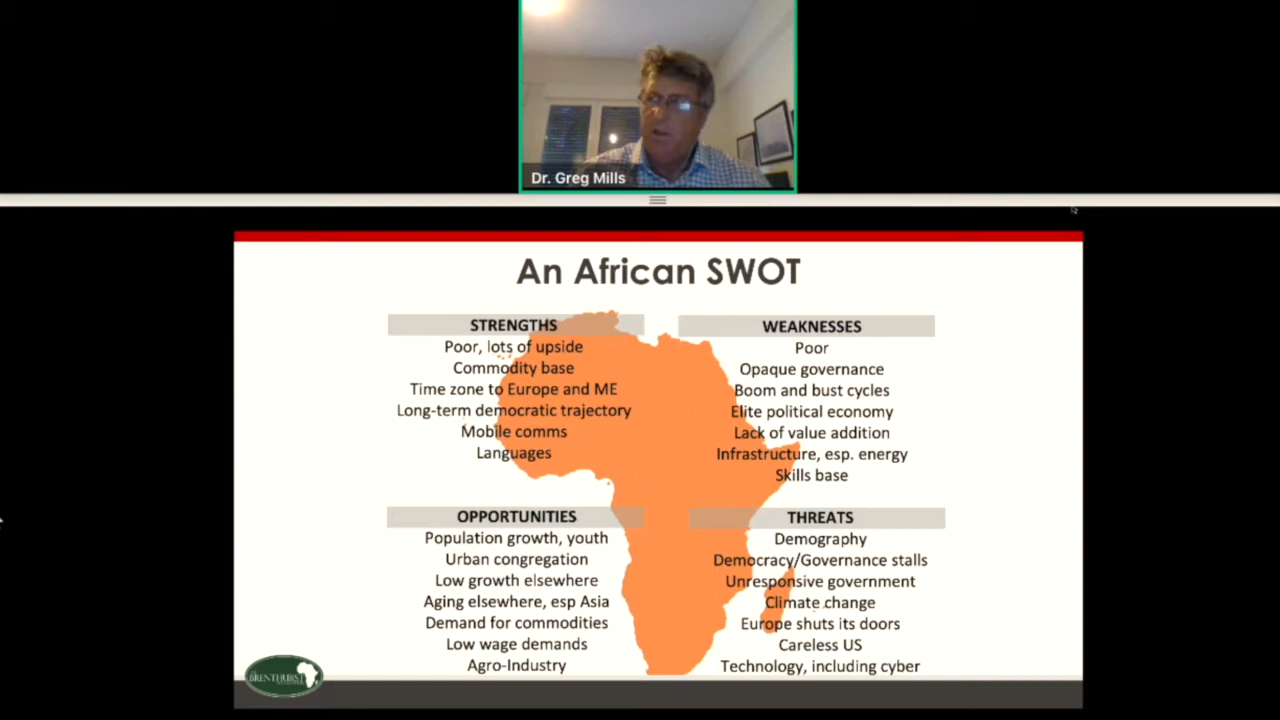 Dr. Greg Mills
An African SWOT
STRENGTHS
Poor, lots of upside
Commodity base
Time zone to Europe and ME
Long-term democratic trajectory
Mobile comms
Languages
WEAKNESSES
Poor
Opaque governance
Boom and bust cycles
Elite political economy
Lack of value addition
Infrastructure, esp. energy
Skills base
OPPORTUNITIES
Population growth, youth
Urban congregation
Low growth elsewhere
Aging elsewhere, esp Asia
Demand for commodities
Low wage demands
Agro-Industry
THREATS
Demography
Democracy/Governance stalls
Unresponsive government
Climate change
Europe shuts its doors
Careless US
Technology, including cyber
BRENTHURST